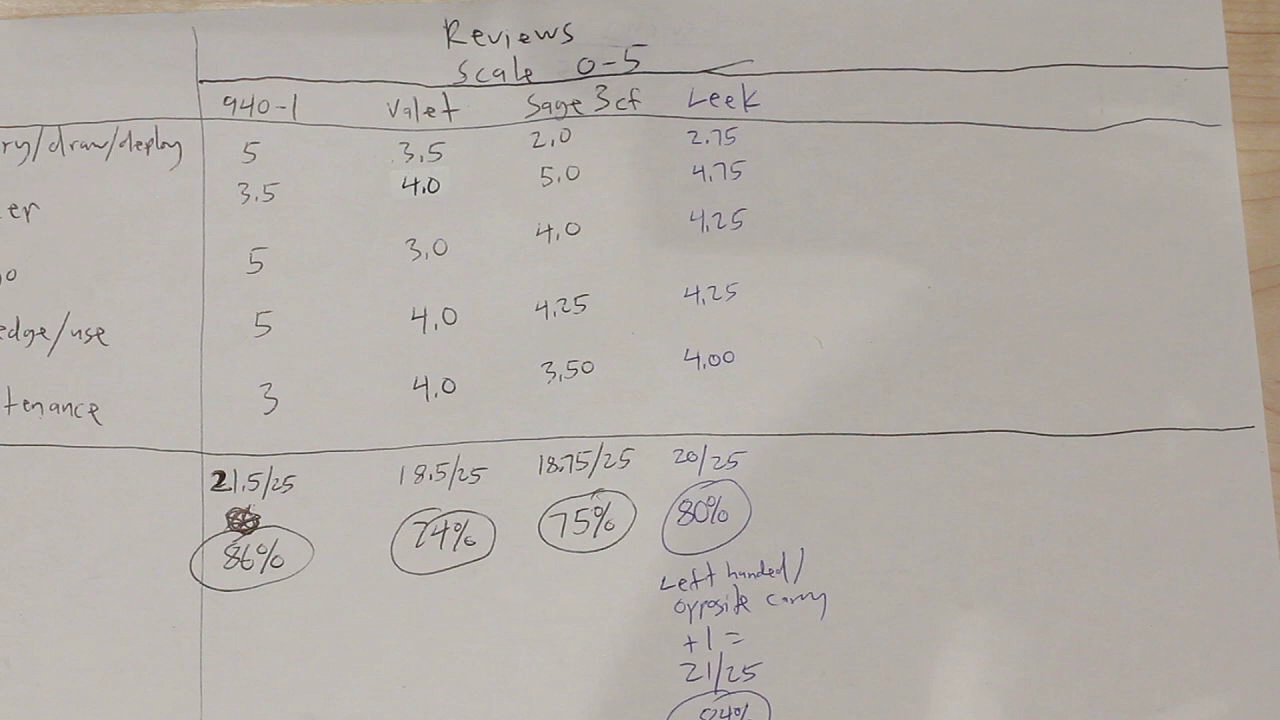 Reviews
Scale 0-5
940-1 Valet Sage 3cf Leek
ry/draw/deploy 5 3.5 2.0 2.75
er 3.5 4.0 5.0 4.75
o 5 3.0 4.0 4.25
edge/use 5 4.0 4.25 4.25
tenance 3 4.0 3.50 4.00
21.5/25 18.5/25 18.75/25 20/25
86% 74% 75% 80%
Left handed/
opposite carry
+1 =
21/25
84%